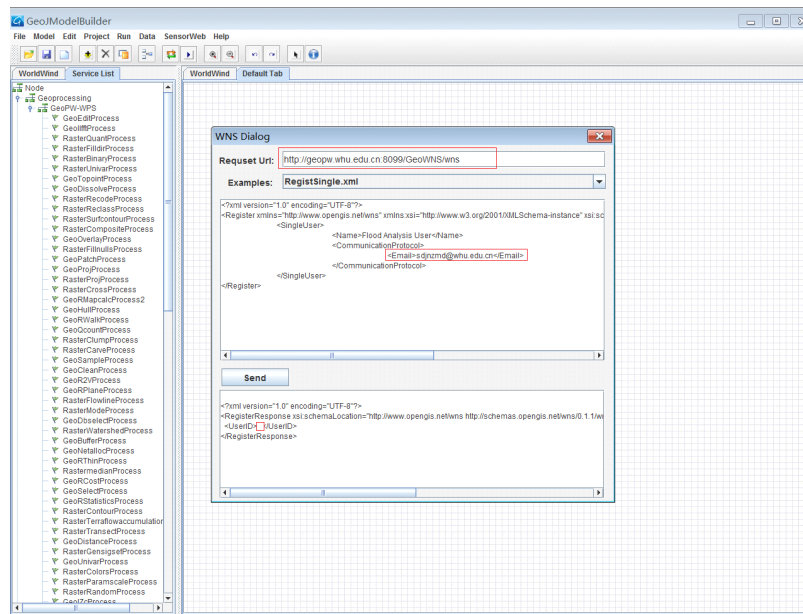 GeoJModelBuilder
File Model Edit Project Run Data SensorWeb Help
WorldWind Service List
WorldWind Default Tab
Node
Geoprocessing
GeoPW-WPS
GeoEditProcess
GeoIfftProcess
RasterQuantProcess
RasterFilldirProcess
RasterBinaryProcess
RasterUnivarProcess
GeoTopointProcess
GeoDissolveProcess
RasterRecodeProcess
RasterReclassProcess
RasterSurfcontourProcess
RasterCompositeProcess
GeoOverlayProcess
RasterFillnullsProcess
GeoPatchProcess
GeoProjProcess
RasterProjProcess
RasterCrossProcess
GeoRMapcalcProcess2
GeoHullProcess
GeoRWalkProcess
GeoQcountProcess
RasterClumpProcess
RasterCarveProcess
GeoSampleProcess
GeoCleanProcess
GeoR2VProcess
GeoRPlaneProcess
RasterFlowlineProcess
RasterModeProcess
GeoDbselectProcess
RasterWatershedProcess
GeoBufferProcess
GeoNetallocProcess
GeoRThinProcess
RastermedianProcess
GeoRCostProcess
GeoSelectProcess
GeoRStatisticsProcess
RasterContourProcess
RasterTerraflowaccumulation
RasterTransectProcess
GeoDistanceProcess
RasterGensigsetProcess
GeoUnivarProcess
RasterColorsProcess
RasterParamscaleProcess
RasterRandomProcess
WNS Dialog
Requset Url: http://geopw.whu.edu.cn:8099/GeoWNS/wns
Examples: RegistSingle.xml
<?xml version="1.0" encoding="UTF-8"?>
<Register xmlns="http://www.opengis.net/wns" xmlns:xsi="http://www.w3.org/2001/XMLSchema-instance" xsi:sc
<SingleUser>
<Name>Flood Analysis User</Name>
<CommunicationProtocol>
<Email>sdjnzmd@whu.edu.cn</Email>
</CommunicationProtocol>
</SingleUser>
</Register>
Send
<?xml version="1.0" encoding="UTF-8"?>
<RegisterResponse xsi:schemaLocation="http://www.opengis.net/wns http://schemas.opengis.net/wns/0.1.1/w
<UserID> </UserID>
</RegisterResponse>